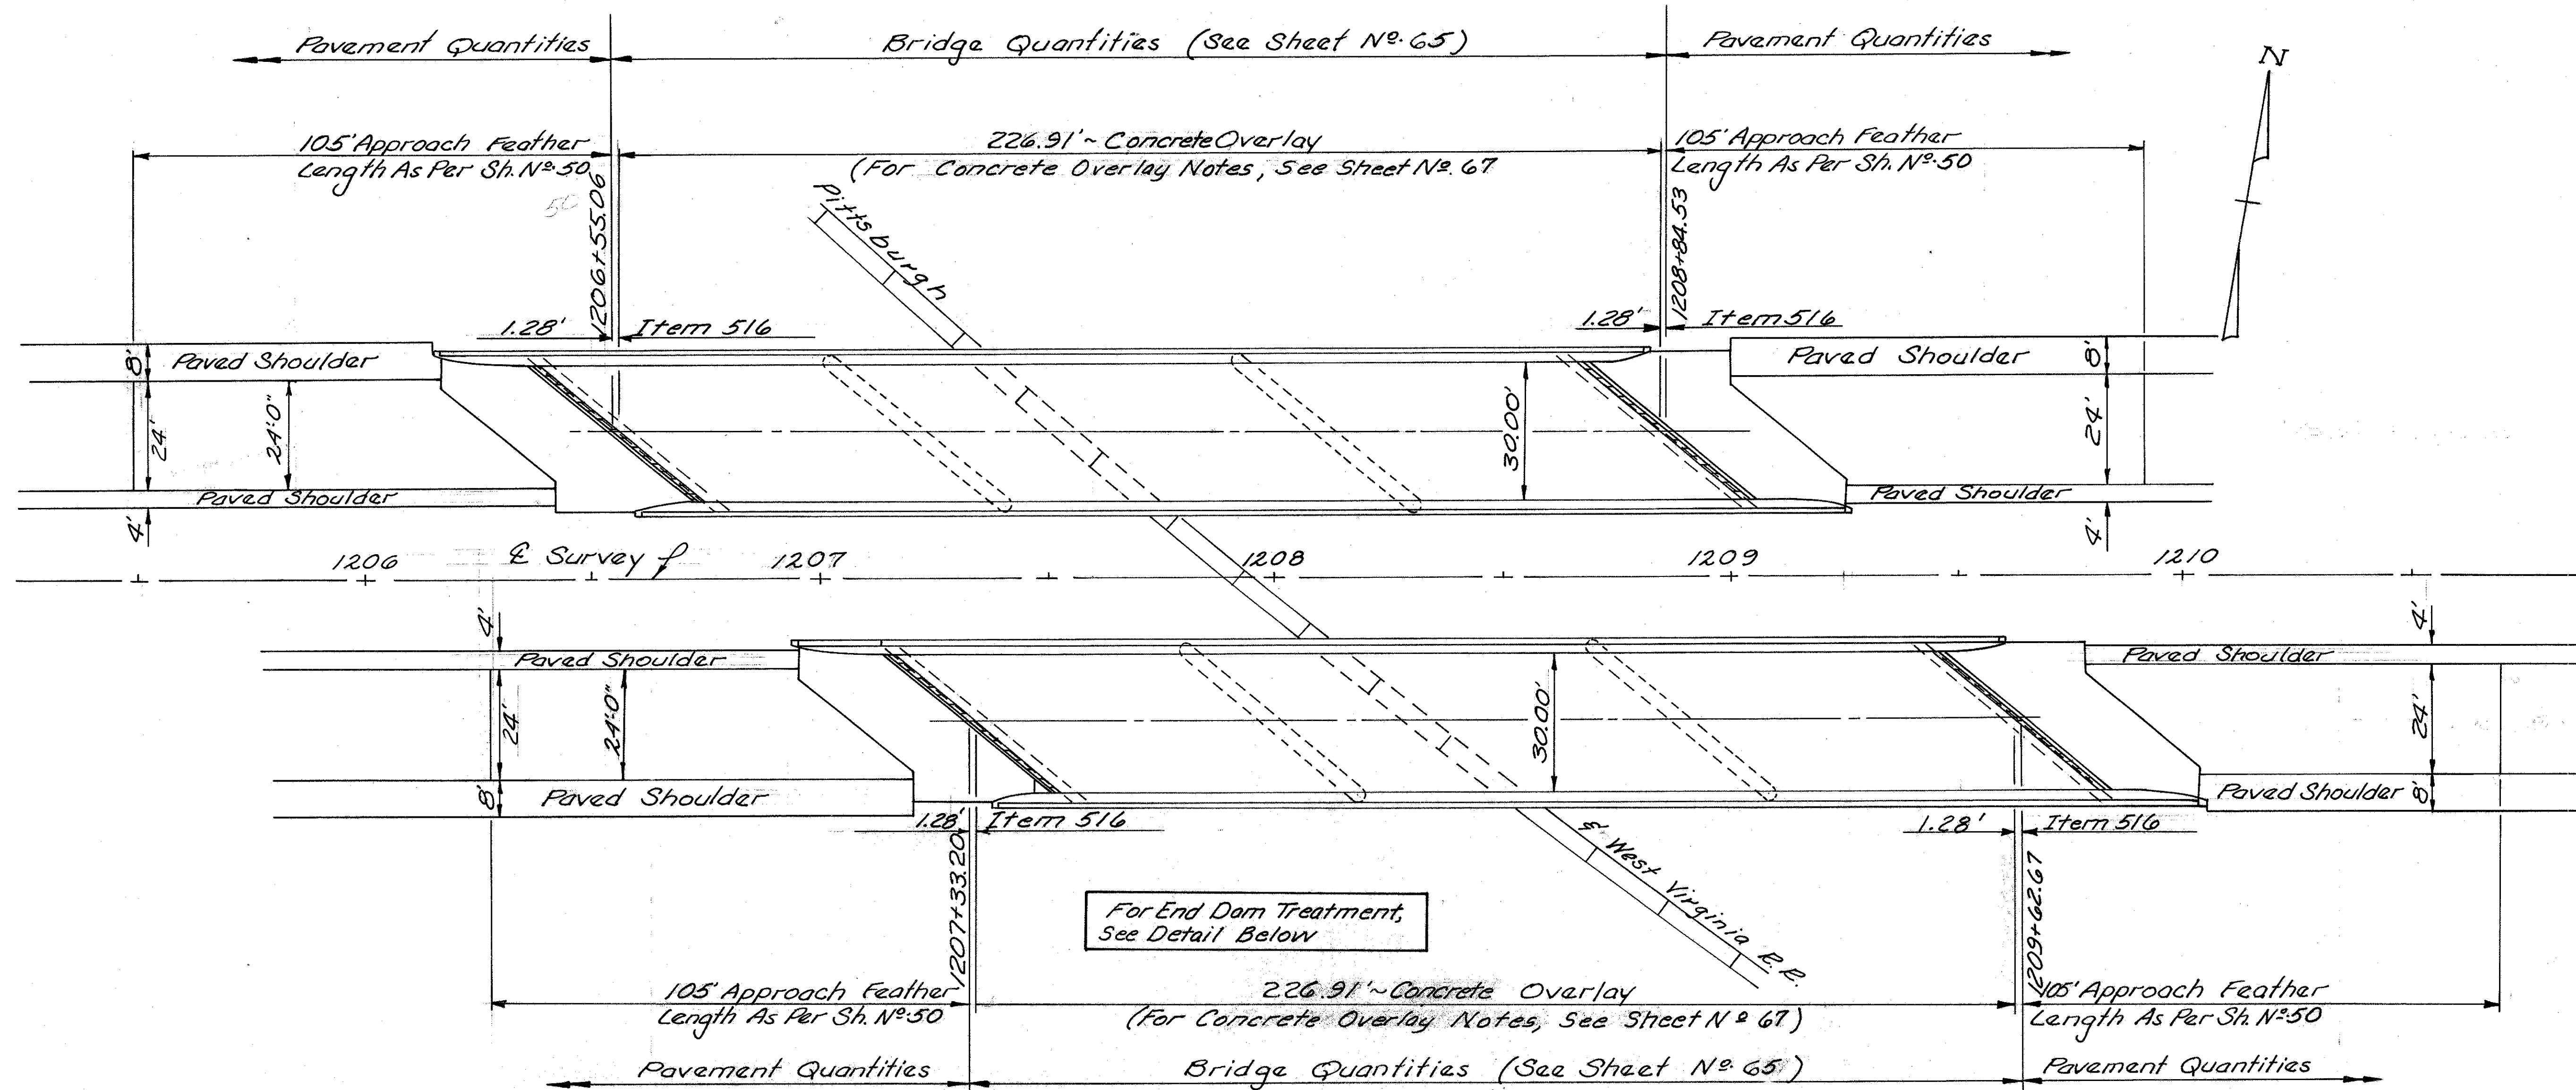 Pavement Quantities
Bridge Quantities (See Sheet Nº. 65)
Pavement Quantities
N
105' Approach Feather
Length As Per Sh. Nº.50
226.91' ~ Concrete Overlay
(For Concrete Overlay Notes, See Sheet Nº. 67
105' Approach Feather
Length As Per Sh. Nº.50
50
1206+55.06
1208+84.53
Pittsburgh
1.28'
Item 516
1.28'
Item 516
8'
Paved Shoulder
Paved Shoulder
8'
24'
24'-0"
30.00'
24'
Paved Shoulder
Paved Shoulder
4'
4'
1206
℄ Survey
1207
1208
1209
1210
4'
4'
Paved Shoulder
Paved Shoulder
24'
24'-0"
30.00'
24'
8'
Paved Shoulder
Paved Shoulder
8'
1.28'
Item 516
1.28'
Item 516
1207+33.20
& West Virginia R.R.
1209+62.67
For End Dam Treatment,
See Detail Below
105' Approach Feather
Length As Per Sh. Nº.50
226.91' ~ Concrete Overlay
(For Concrete Overlay Notes, See Sheet Nº 67)
105' Approach Feather
Length As Per Sh. Nº.50
Pavement Quantities
Bridge Quantities (See Sheet Nº. 65)
Pavement Quantities